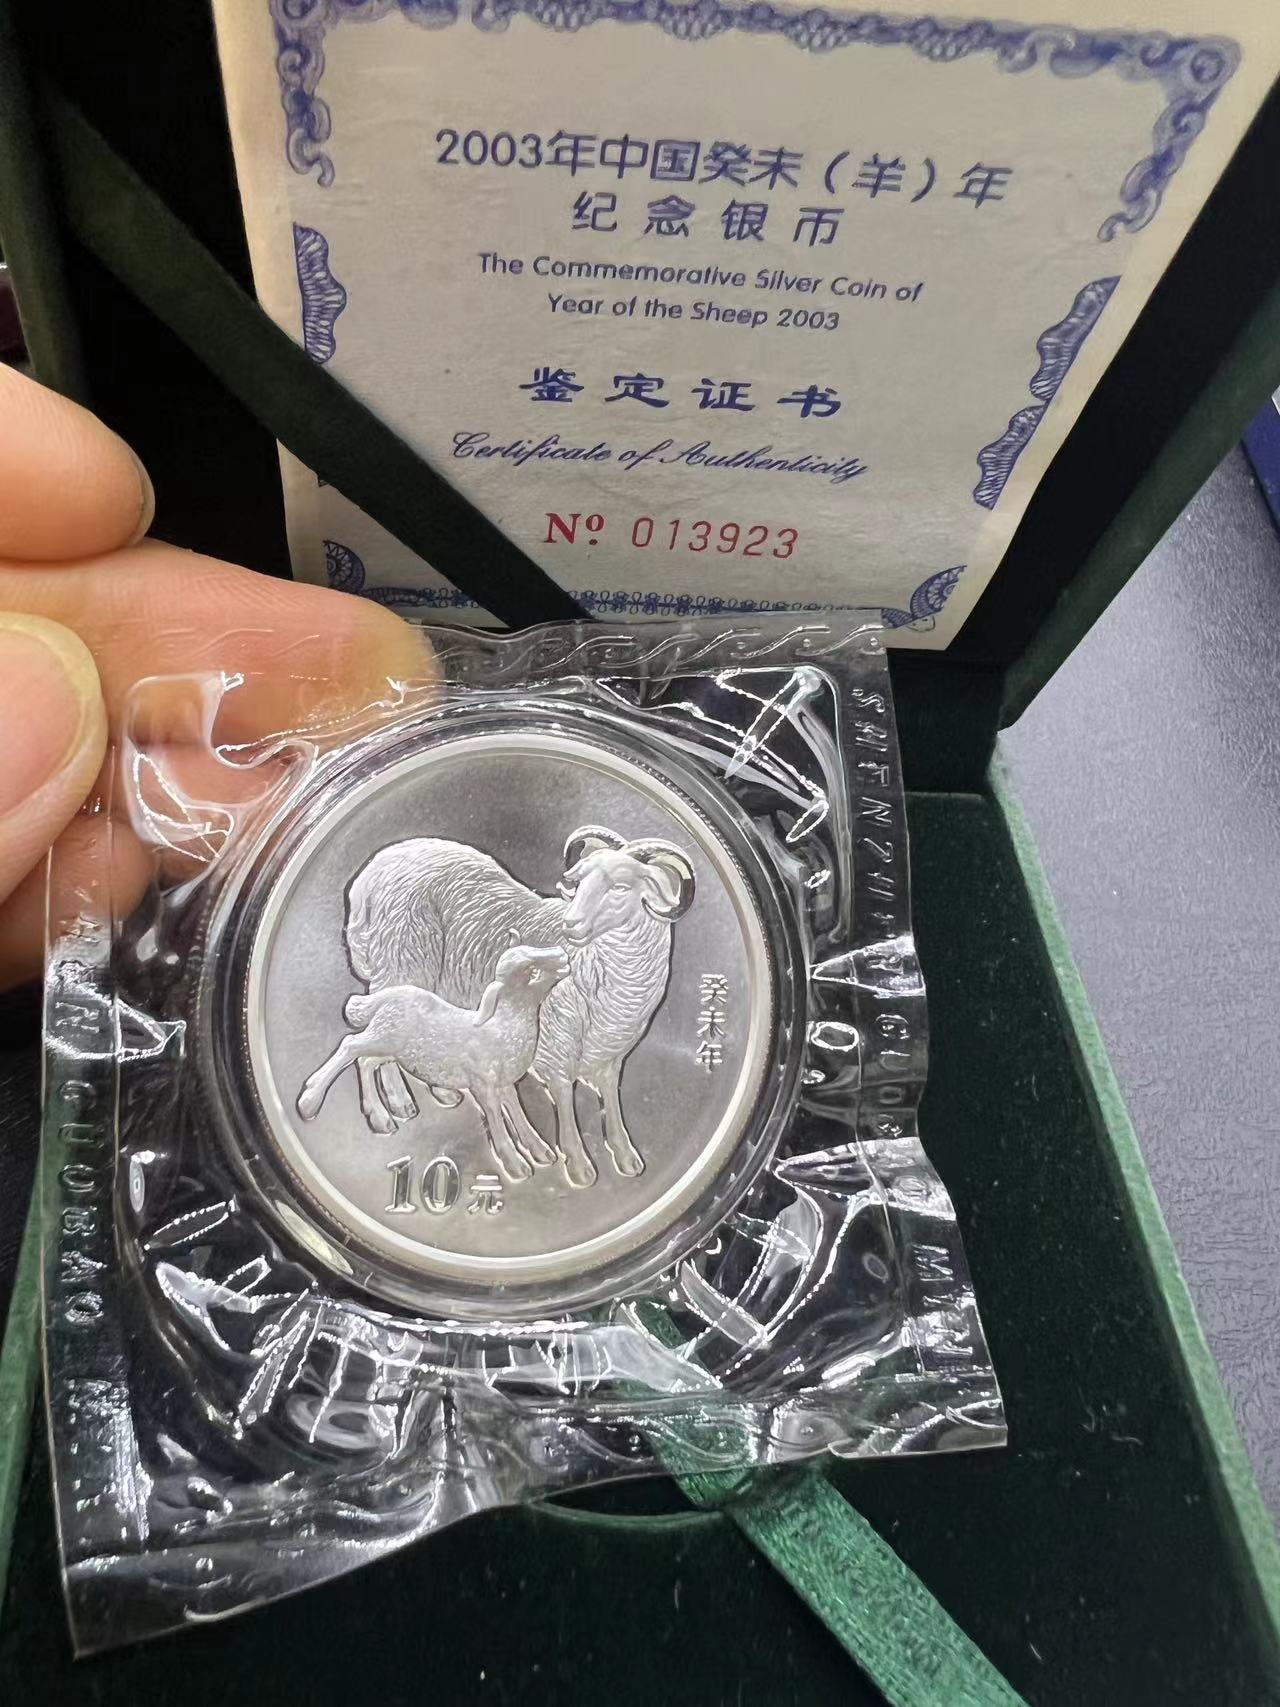 2003年中国癸未（羊）年
纪念银币
The Commemorative Silver Coin of
Year of the Sheep 2003
鉴定证书
Certificate of Authenticity
Nº 013923
癸未年
10元